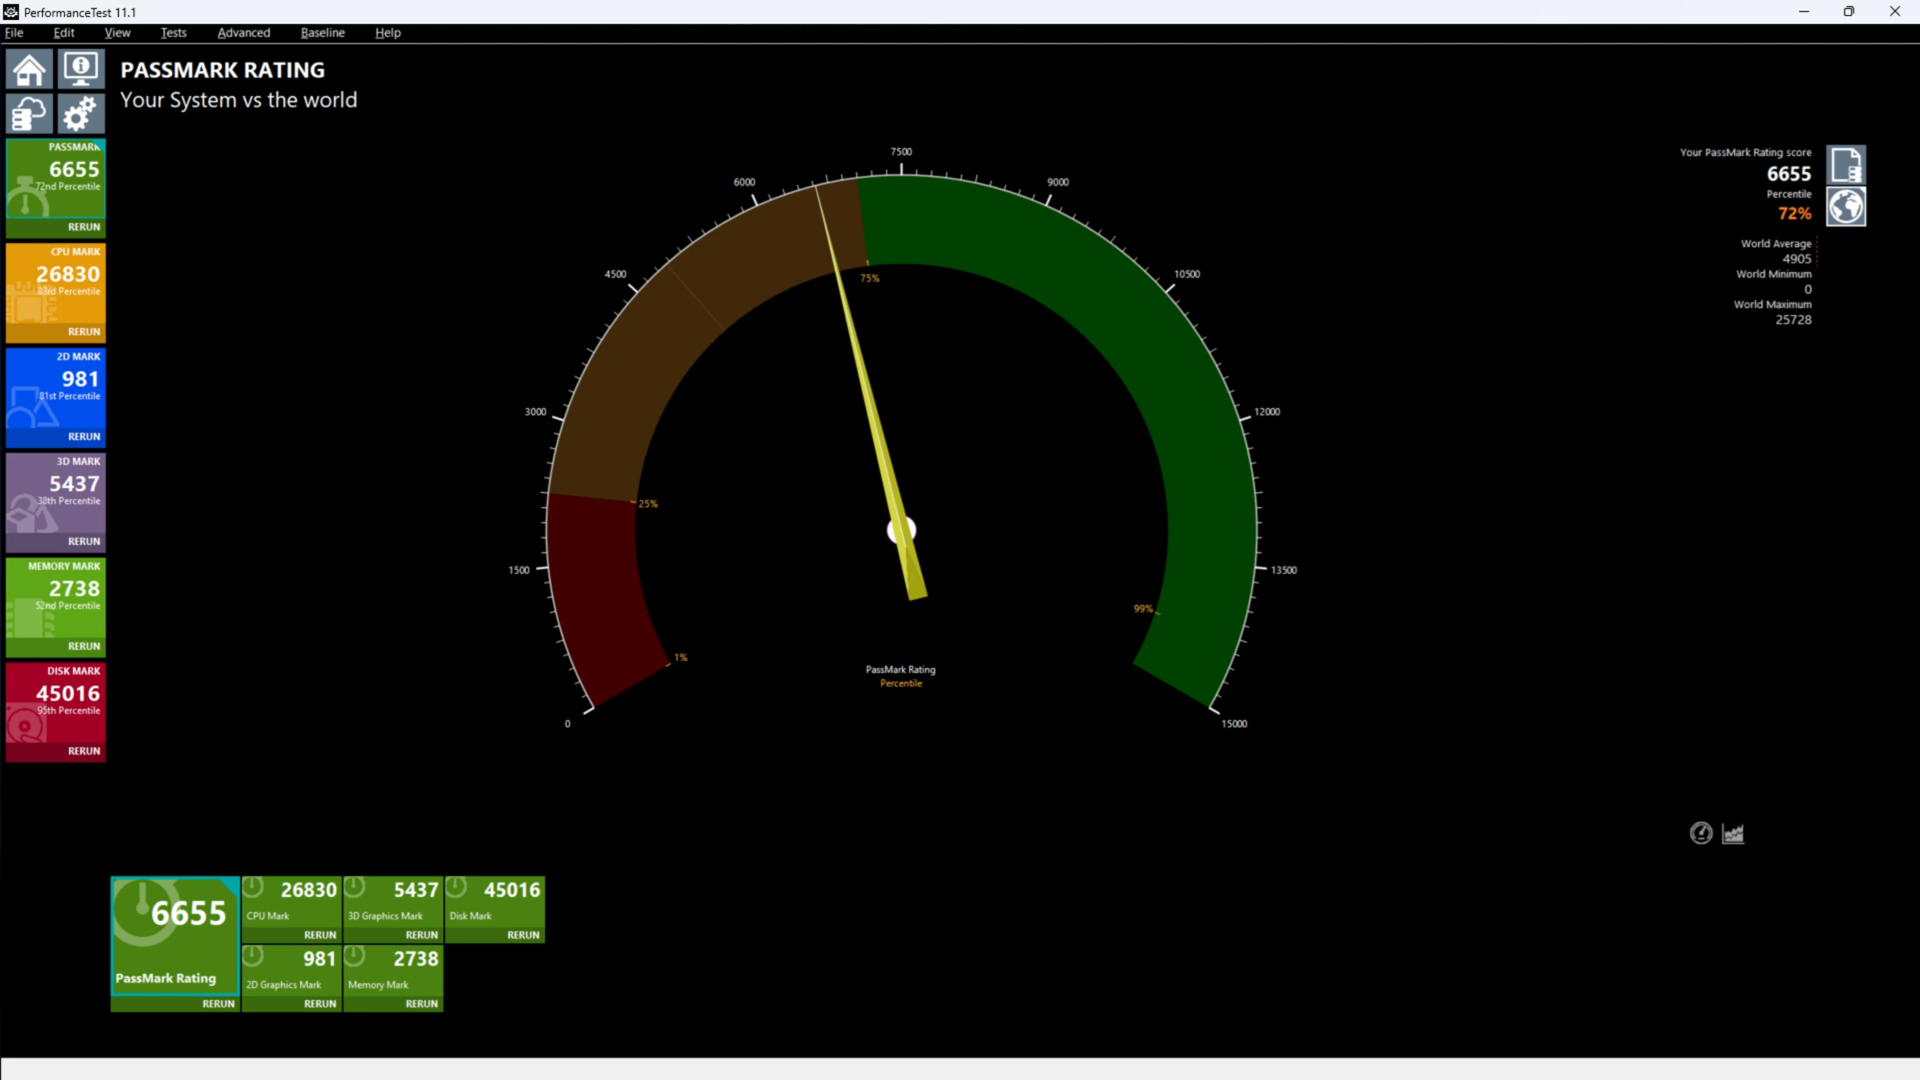 PerformanceTest 11.1
File Edit View Tests Advanced Baseline Help
PASSMARK RATING
Your System vs the world
PASSMARK
6655
72nd Percentile
RERUN
CPU MARK
26830
83rd Percentile
RERUN
2D MARK
981
81st Percentile
RERUN
3D MARK
5437
38th Percentile
RERUN
MEMORY MARK
2738
52nd Percentile
RERUN
DISK MARK
45016
95th Percentile
RERUN
0
1500
3000
4500
6000
7500
9000
10500
12000
13500
15000
1%
25%
75%
99%
PassMark Rating
Percentile
Your PassMark Rating score
6655
Percentile
72%
World Average
4905
World Minimum
0
World Maximum
25728
6655
PassMark Rating
RERUN
26830
CPU Mark
RERUN
5437
3D Graphics Mark
RERUN
45016
Disk Mark
RERUN
981
2D Graphics Mark
RERUN
2738
Memory Mark
RERUN